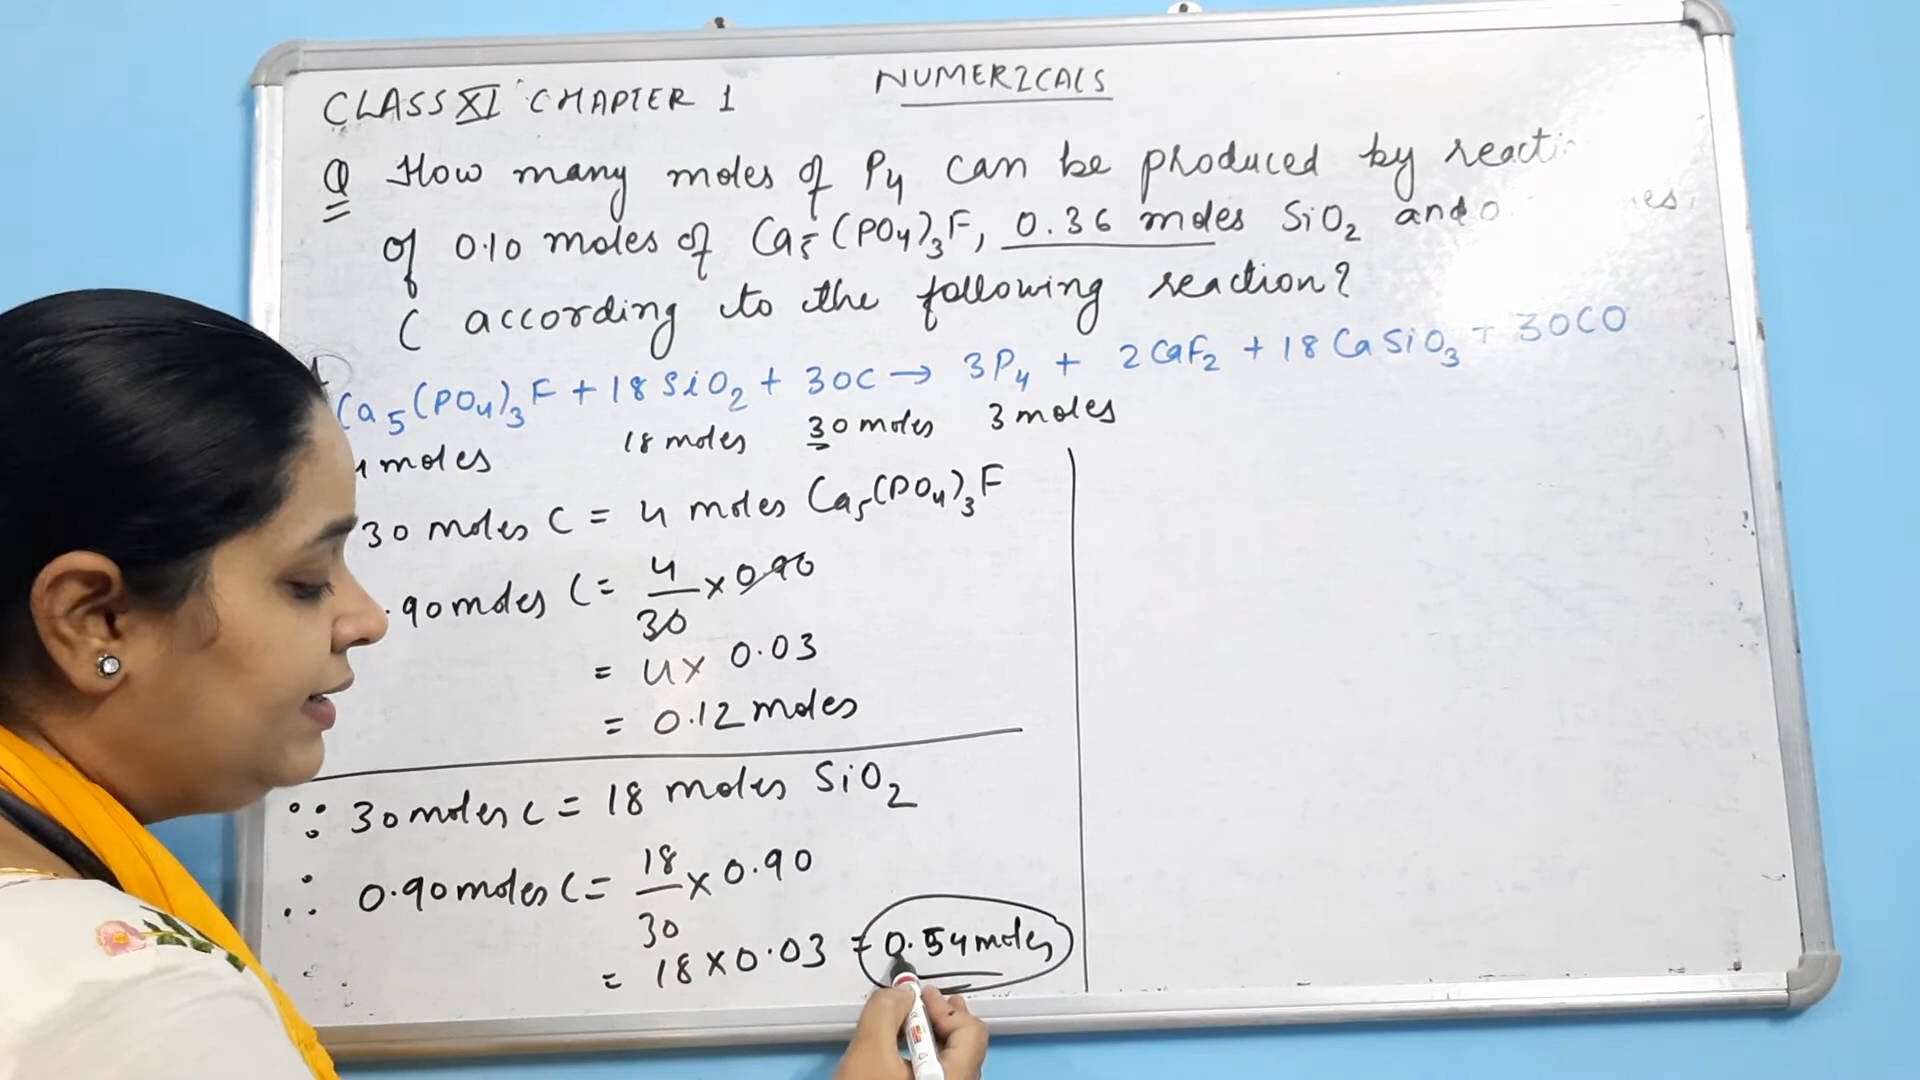 CLASS XI CHAPTER 1
NUMERICALS
Q How many moles of P4 can be produced by reacti
of 0.10 moles of Ca5(PO4)3F, 0.36 moles SiO2 and 0
C according to the following reaction?
Ca5(PO4)3F + 18 SiO2 + 30C → 3P4 + 2CaF2 + 18CaSiO3 + 30CO
4 moles 18 moles 30 moles 3 moles
30 moles C = 4 moles Ca5(PO4)3F
.90 moles C = 4/30 × 0.90
= 4 × 0.03
= 0.12 moles
∵ 30 moles C = 18 moles SiO2
∴ 0.90 moles C = 18/30 × 0.90
= 18 × 0.03 = 0.54 moles